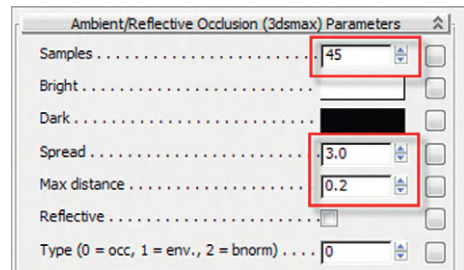 Ambient/Reflective Occlusion (3dsmax) Parameters
Samples . . . . . . . . . . . . . . . . . . . . . . . . . . 45
Bright . . . . . . . . . . . . . . . . . . . . . . . . . . . .
Dark . . . . . . . . . . . . . . . . . . . . . . . . . . . . .
Spread . . . . . . . . . . . . . . . . . . . . . . . . . . . 3.0
Max distance . . . . . . . . . . . . . . . . . . . . . . 0.2
Reflective . . . . . . . . . . . . . . . . . . . . . . . . .
Type (0 = occ, 1 = env., 2 = bnorm) . . . . 0